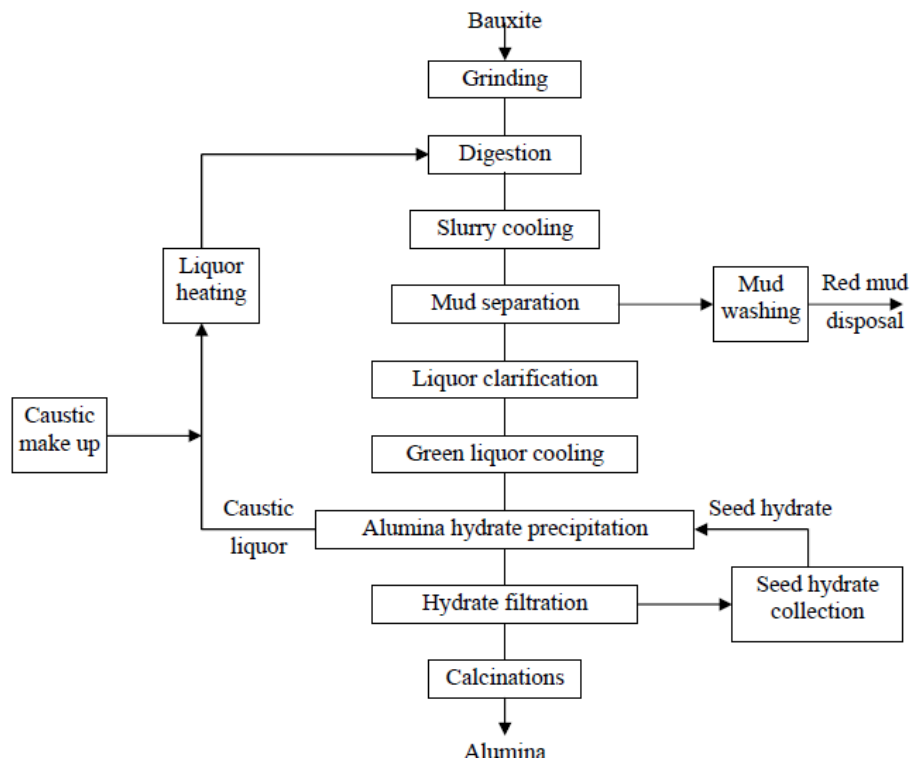 Bauxite
Grinding
Digestion
Slurry cooling
Liquor
heating
Mud separation
Mud
washing
Red mud
disposal
Liquor clarification
Caustic
make up
Green liquor cooling
Caustic
liquor
Alumina hydrate precipitation
Seed hydrate
Hydrate filtration
Seed hydrate
collection
Calcinations
Alumina